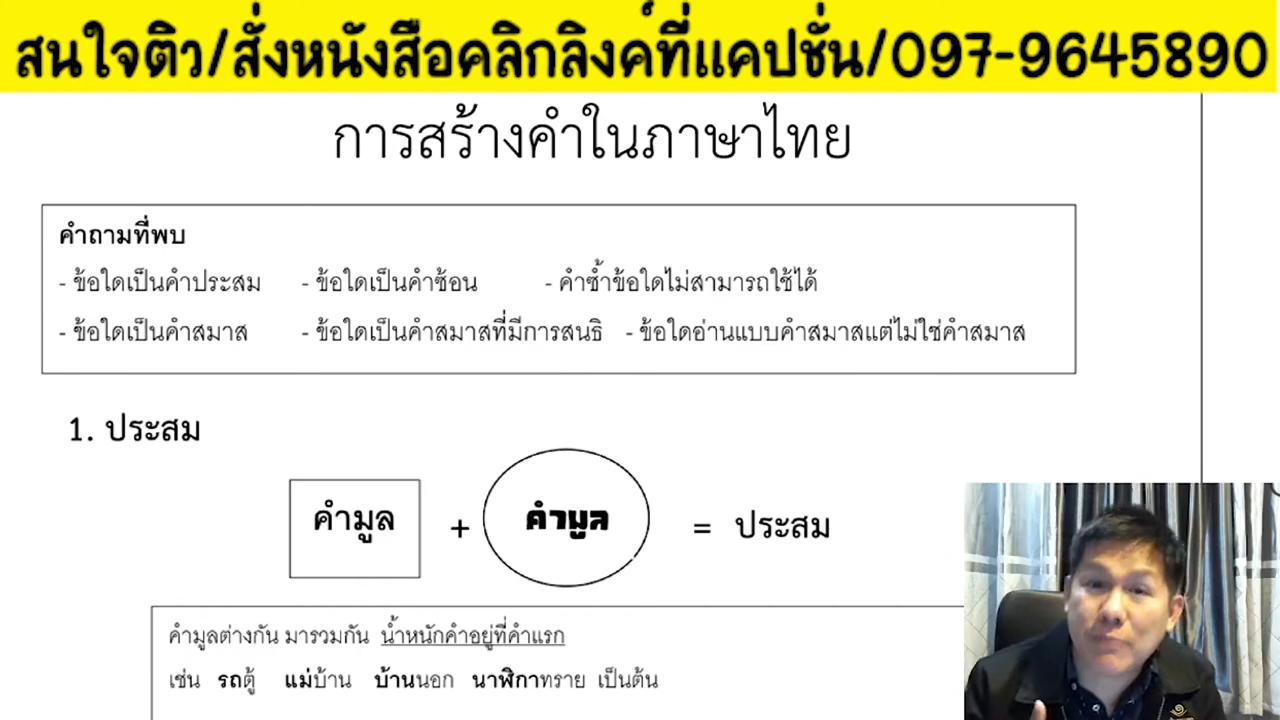 สนใจติว/สั่งหนังสือคลิกลิงค์ที่แคปชั่น/097-9645890
การสร้างคำในภาษาไทย
คำถามที่พบ
- ข้อใดเป็นคำประสม - ข้อใดเป็นคำซ้อน - คำซ้ำข้อใดไม่สามารถใช้ได้
- ข้อใดเป็นคำสมาส - ข้อใดเป็นคำสมาสที่มีการสนธิ - ข้อใดอ่านแบบคำสมาสแต่ไม่ใช่คำสมาส
1. ประสม
คำมูล + คำมูล = ประสม
คำมูลต่างกัน มารวมกัน น้ำหนักคำอยู่ที่คำแรก
เช่น รถตู้ แม่บ้าน บ้านนอก นาฬิกาทราย เป็นต้น